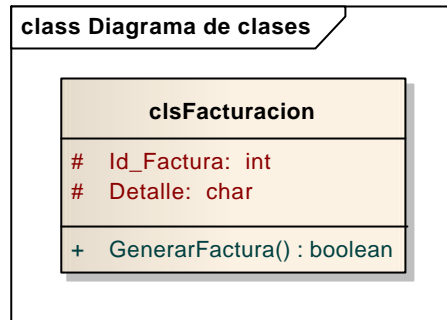 class Diagrama de clases
clsFacturacion
# Id_Factura: int
# Detalle: char
+ GenerarFactura() : boolean